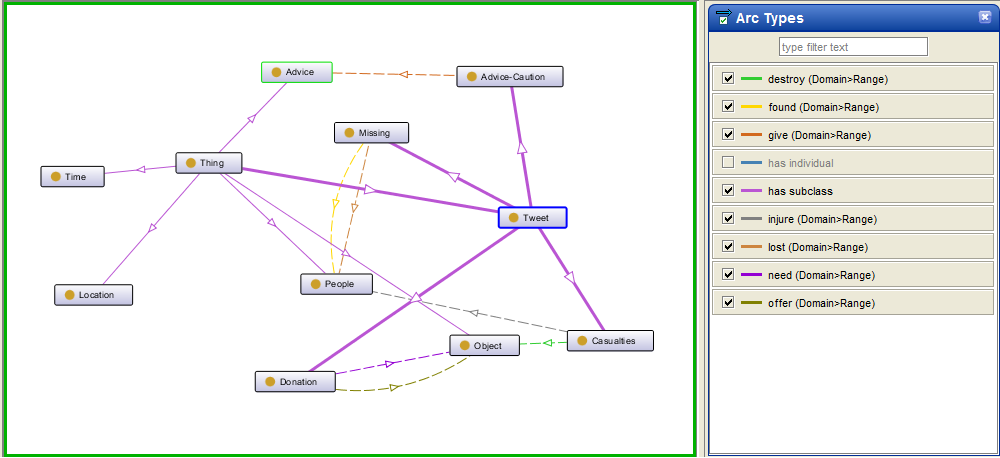 Advice
Advice-Caution
Missing
Thing
Time
Tweet
People
Location
Object
Casualties
Donation
Arc Types
type filter text
destroy (Domain>Range)
found (Domain>Range)
give (Domain>Range)
has individual
has subclass
injure (Domain>Range)
lost (Domain>Range)
need (Domain>Range)
offer (Domain>Range)